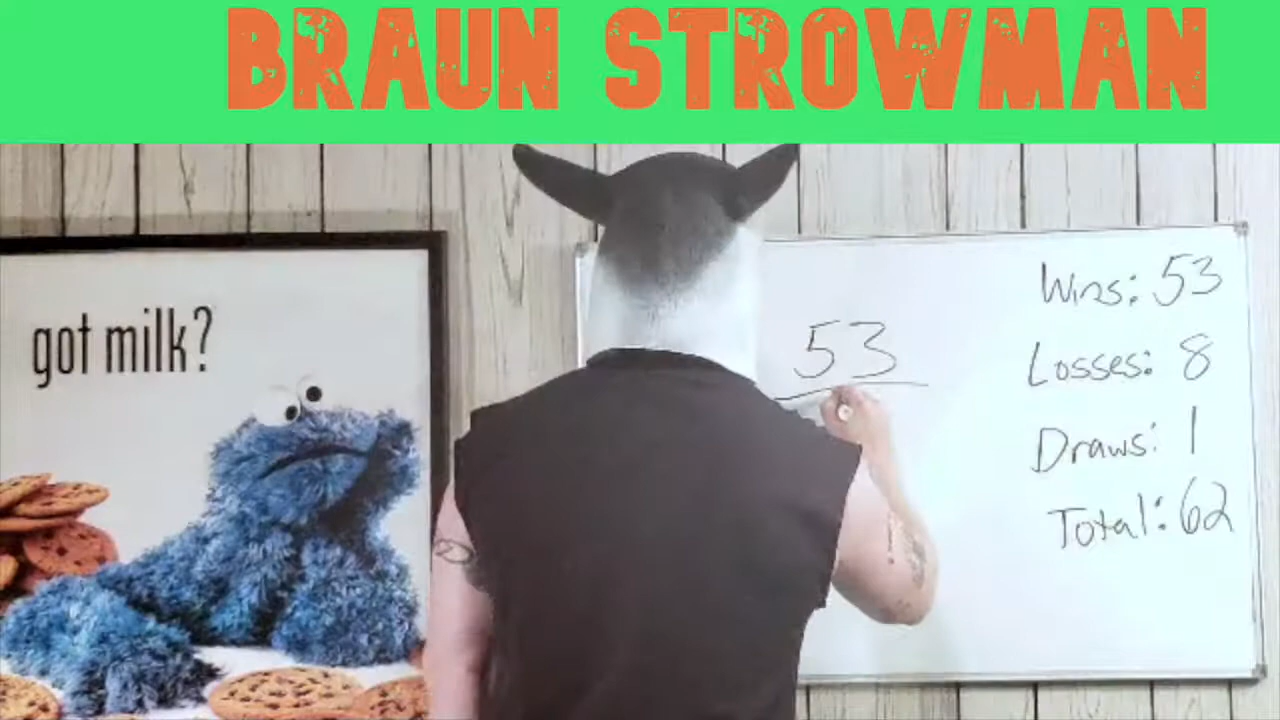 BRAUN STROWMAN
got milk?
53
Wins: 53
Losses: 8
Draws: 1
Total: 62